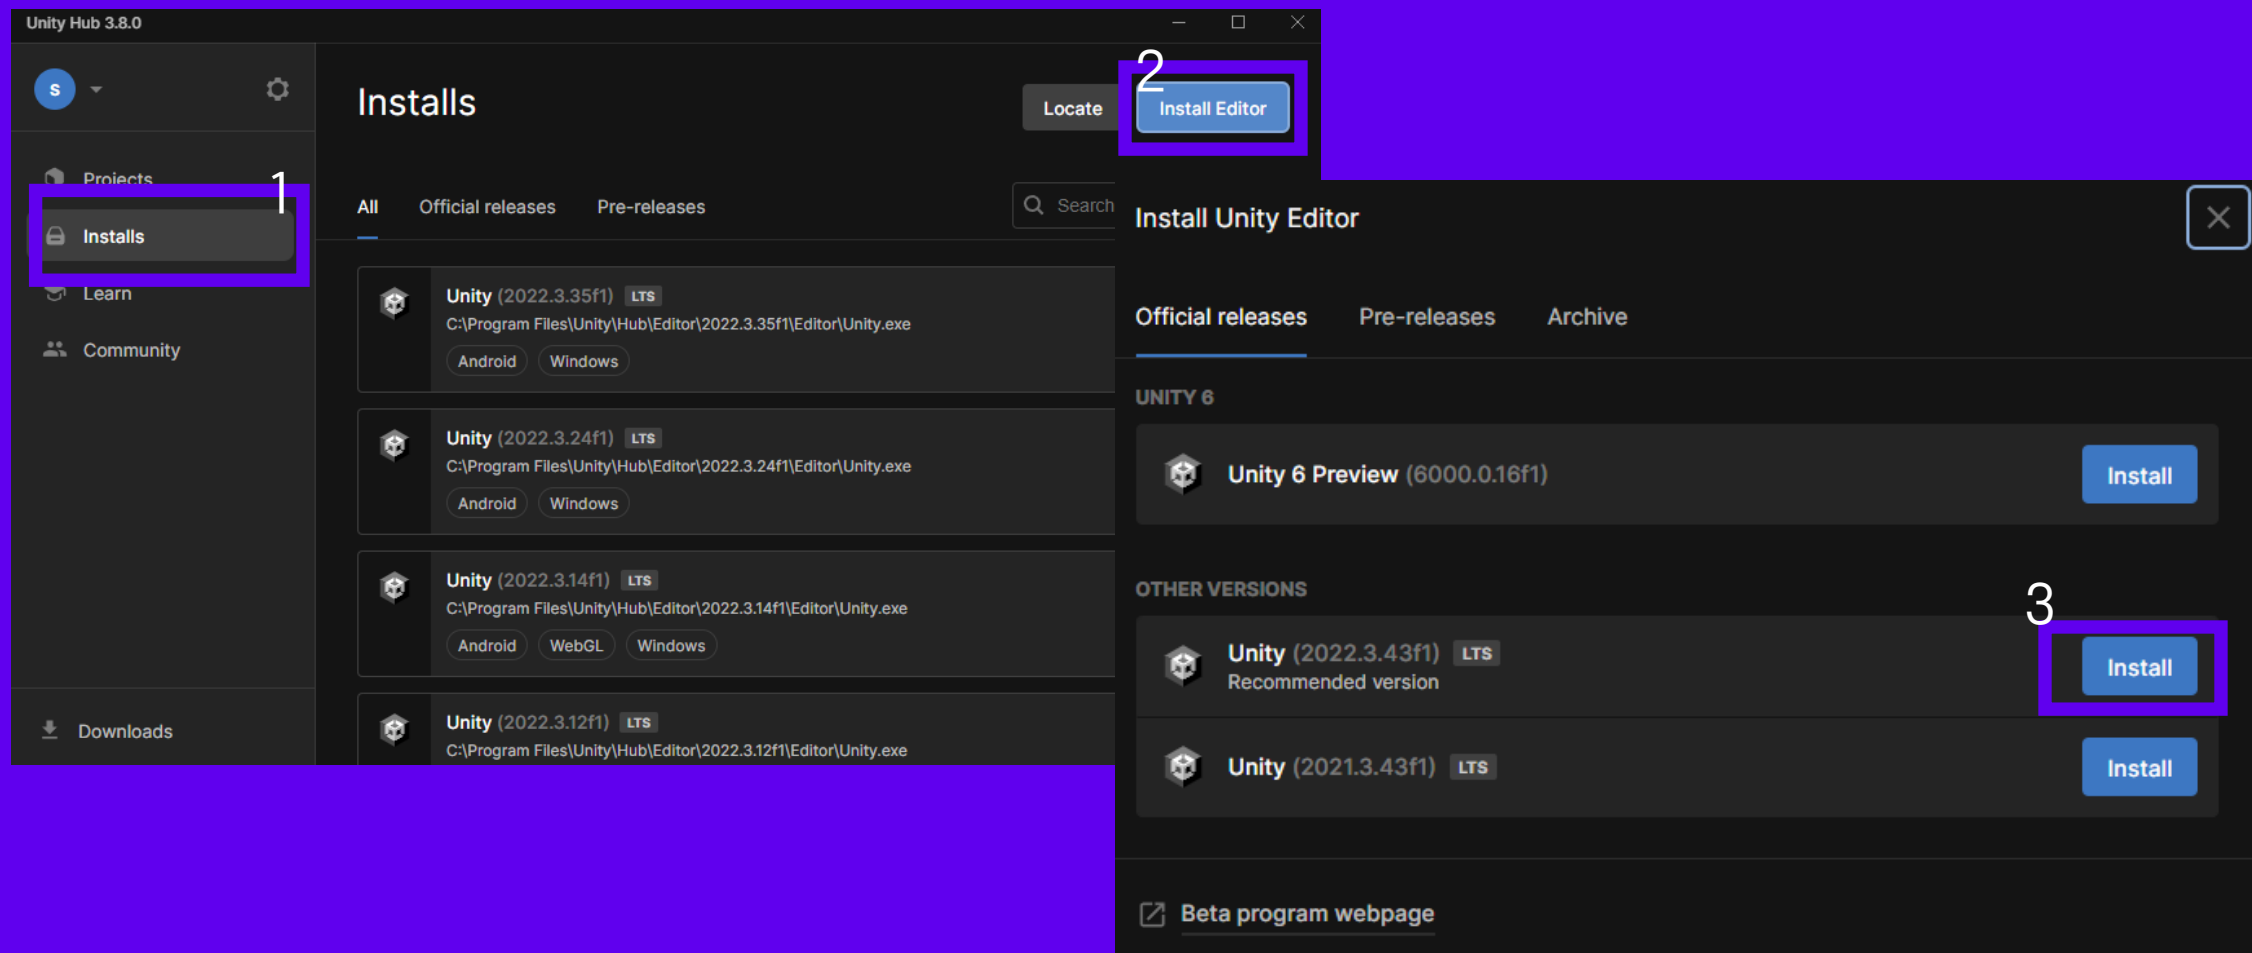 Unity Hub 3.8.0
S
Projects
1
Installs
Learn
Community
Downloads
Installs
Locate
2
Install Editor
All
Official releases
Pre-releases
Search
Unity (2022.3.35f1) LTS
C:\Program Files\Unity\Hub\Editor\2022.3.35f1\Editor\Unity.exe
Android Windows
Unity (2022.3.24f1) LTS
C:\Program Files\Unity\Hub\Editor\2022.3.24f1\Editor\Unity.exe
Android Windows
Unity (2022.3.14f1) LTS
C:\Program Files\Unity\Hub\Editor\2022.3.14f1\Editor\Unity.exe
Android WebGL Windows
Unity (2022.3.12f1) LTS
C:\Program Files\Unity\Hub\Editor\2022.3.12f1\Editor\Unity.exe
Install Unity Editor
Official releases Pre-releases Archive
UNITY 6
Unity 6 Preview (6000.0.16f1) Install
OTHER VERSIONS
3
Unity (2022.3.43f1) LTS
Recommended version
Install
Unity (2021.3.43f1) LTS Install
Beta program webpage